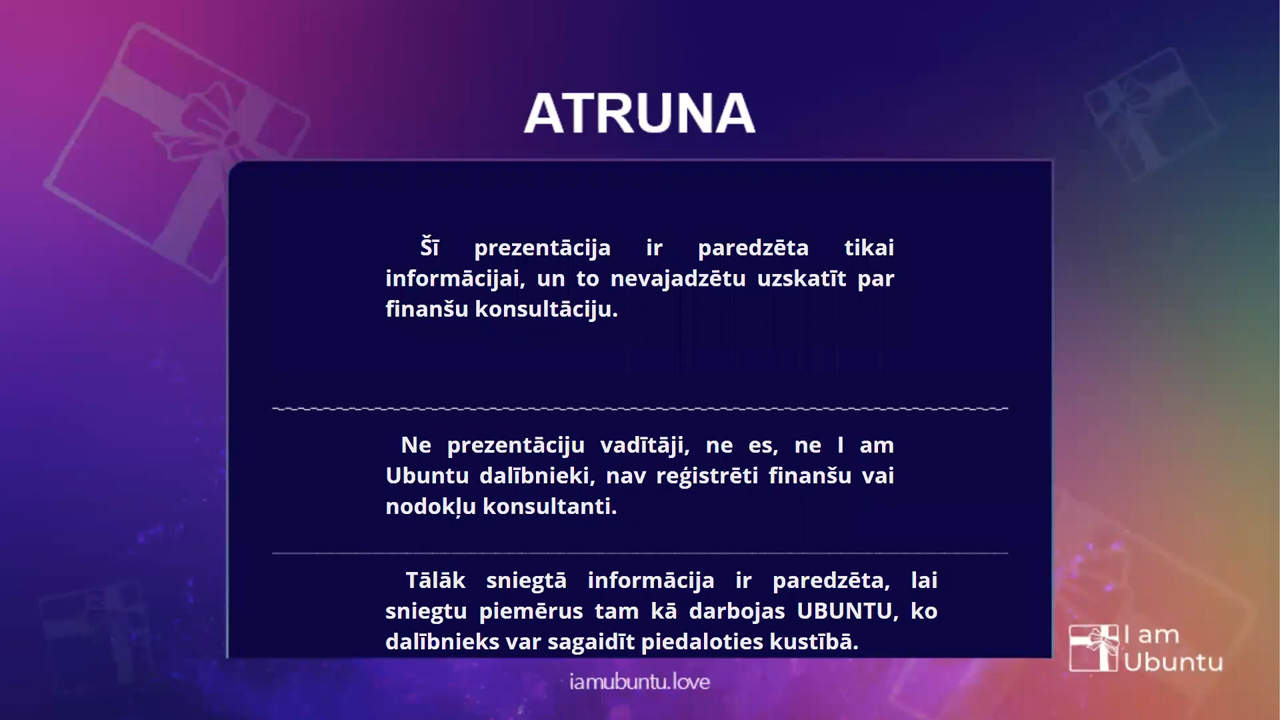 ATRUNA
Šī prezentācija ir paredzēta tikai
informācijai, un to nevajadzētu uzskatīt par
finanšu konsultāciju.
Ne prezentāciju vadītāji, ne es, ne I am
Ubuntu dalībnieki, nav reģistrēti finanšu vai
nodokļu konsultanti.
Tālāk sniegtā informācija ir paredzēta, lai
sniegtu piemērus tam kā darbojas UBUNTU, ko
dalībnieks var sagaidīt piedaloties kustībā.
I am
Ubuntu
iamubuntu.love